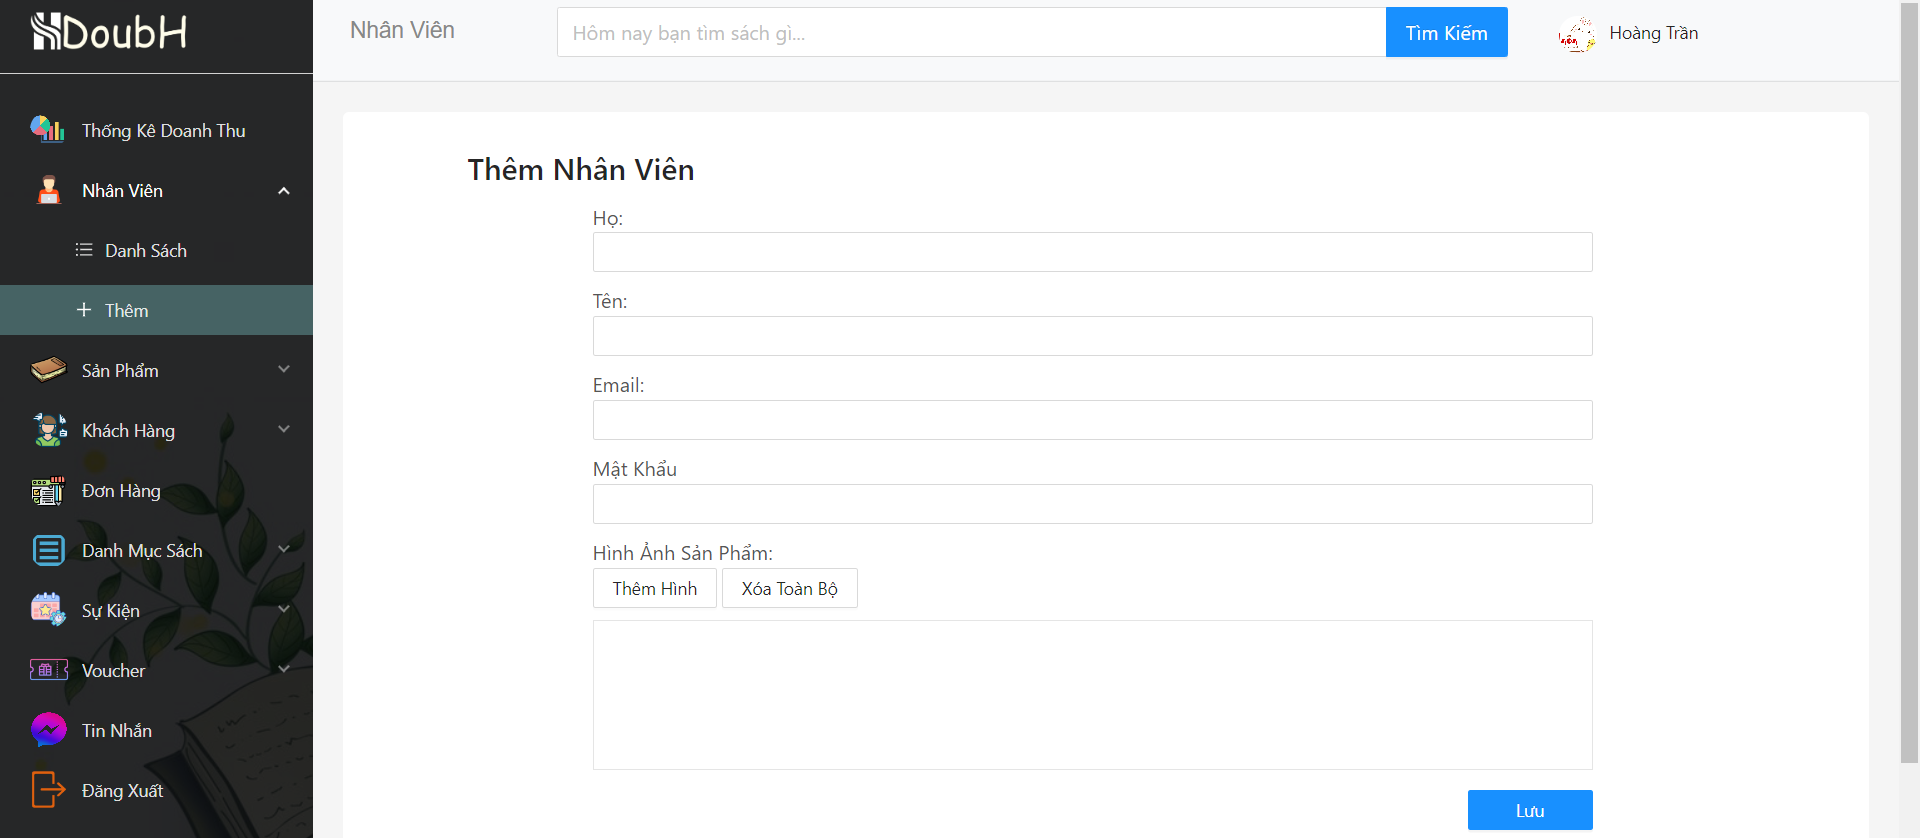 DoubH
Nhân Viên
Hôm nay bạn tìm sách gì...
Tìm Kiếm
Hoàng Trần
Thống Kê Doanh Thu
Nhân Viên
Danh Sách
Thêm
Sản Phẩm
Khách Hàng
Đơn Hàng
Danh Mục Sách
Sự Kiện
Voucher
Tin Nhắn
Đăng Xuất
Thêm Nhân Viên
Họ:
Tên:
Email:
Mật Khẩu
Hình Ảnh Sản Phẩm:
Thêm Hình
Xóa Toàn Bộ
Lưu